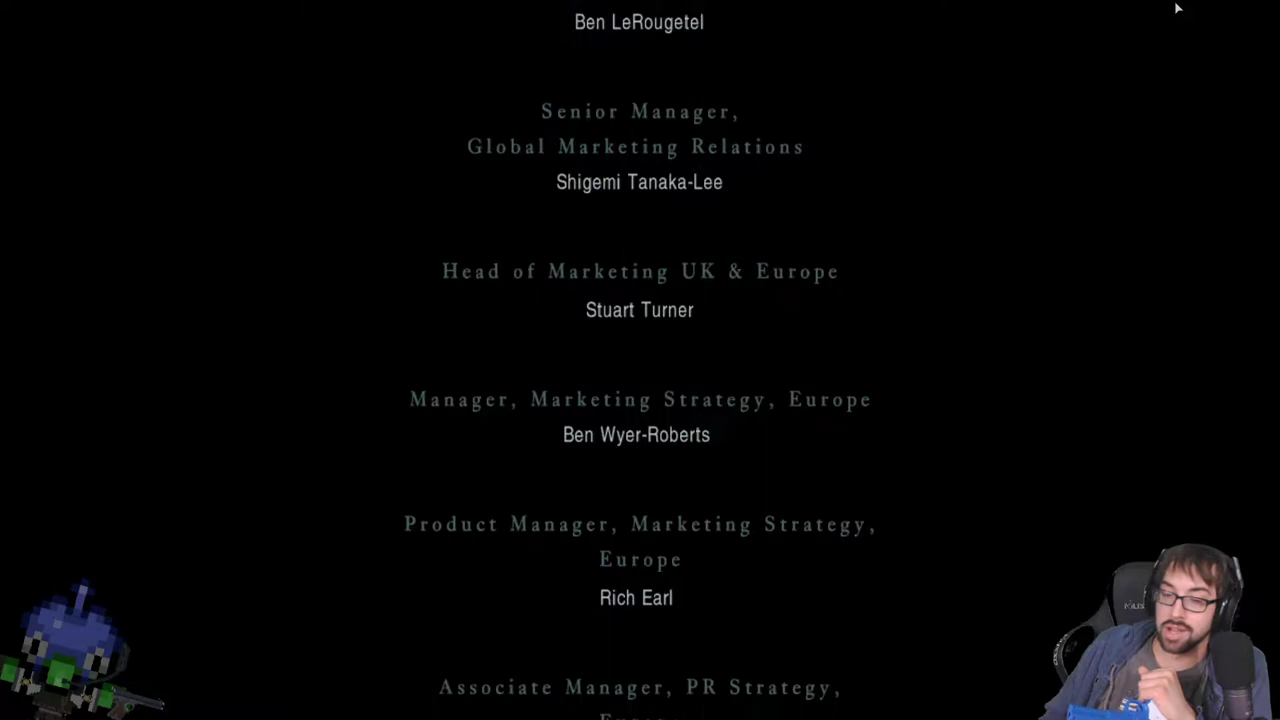 Ben LeRougetel
Senior Manager,
Global Marketing Relations
Shigemi Tanaka-Lee
Head of Marketing UK & Europe
Stuart Turner
Manager, Marketing Strategy, Europe
Ben Wyer-Roberts
Product Manager, Marketing Strategy,
Europe
Rich Earl
Associate Manager, PR Strategy,